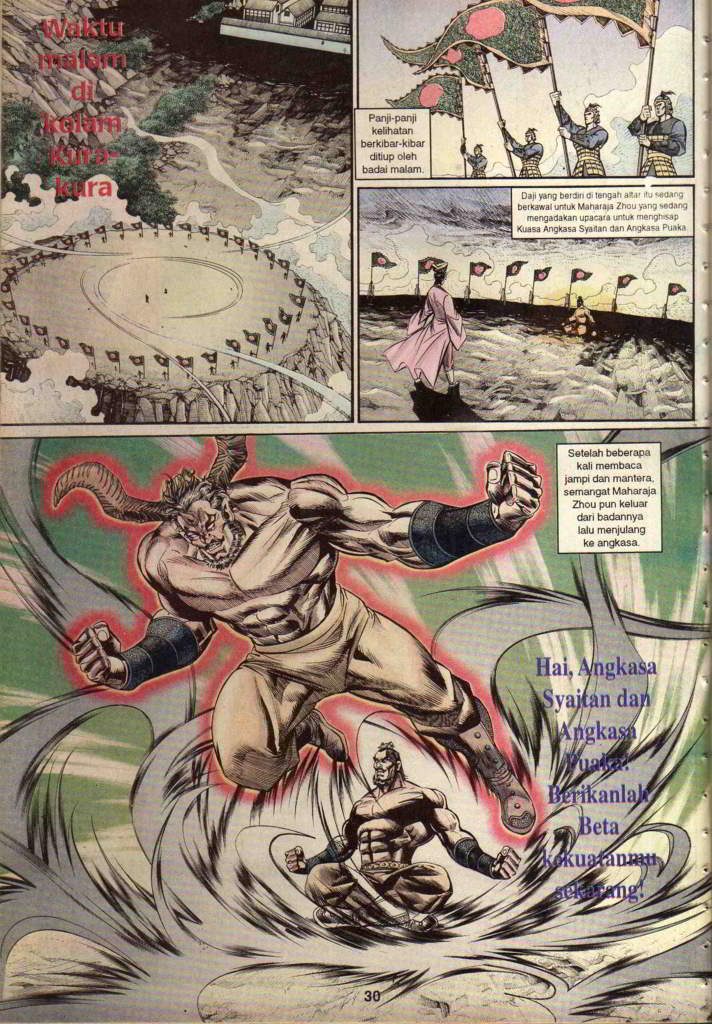 Waktu
malam
di
kolam
Kura-
kura
Panji-panji
kelihatan
berkibar-kibar
ditiup oleh
badai malam.
Daji yang berdiri di tengah altar itu sedang
berkawal untuk Maharaja Zhou yang sedang
mengadakan upacara untuk menghisap
Kuasa Angkasa Syaitan dan Angkasa Puaka.
Setelah beberapa
kali membaca
jampi dan mantera,
semangat Maharaja
Zhou pun keluar
dari badannya
lalu menjulang
ke angkasa.
Hai, Angkasa
Syaitan dan
Angkasa
Puaka!
Berikanlah
Beta
kekuatanmu
sekarang!
30